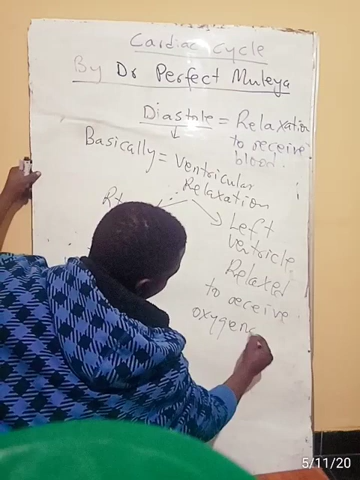 Cardiac Cycle
By Dr Perfect Muleya
Diastole = Relaxation
to receive
blood.
Basically = Ventricular
Relaxation
Rt
Left
ventricle
Relaxed
to receive
oxygen
5/11/20